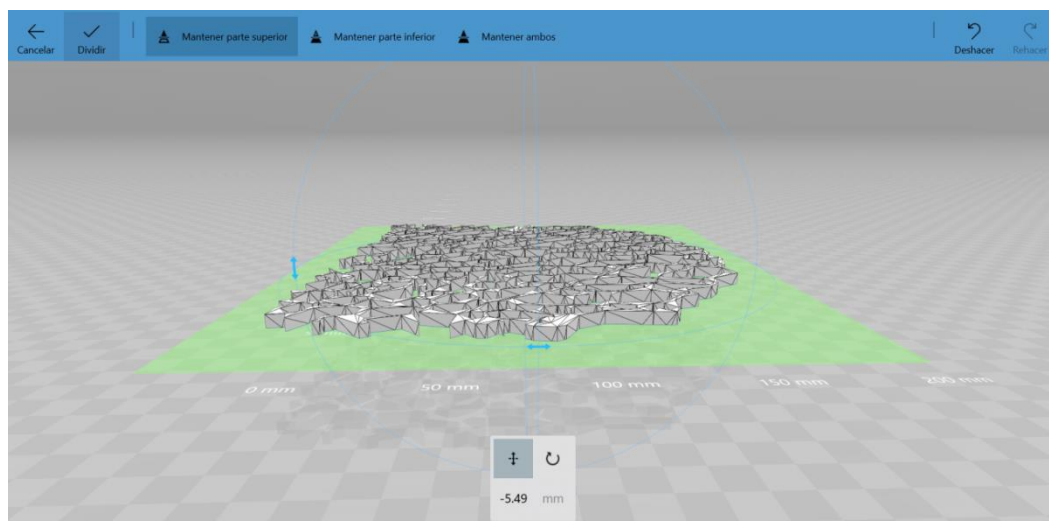 Cancelar
Dividir
Mantener parte superior
Mantener parte inferior
Mantener ambos
Deshacer
Rehacer
0 mm
50 mm
100 mm
150 mm
200 mm
-5.49 mm